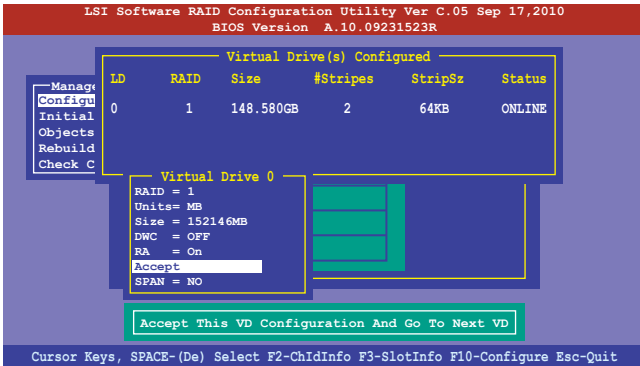 LSI Software RAID Configuration Utility Ver C.05 Sep 17,2010
BIOS Version A.10.09231523R
Virtual Drive(s) Configured
LD RAID Size #Stripes StripSz Status
0 1 148.580GB 2 64KB ONLINE
Manage
Configu
Initial
Objects
Rebuild
Check C
Virtual Drive 0
RAID = 1
Units= MB
Size = 152146MB
DWC = OFF
RA = On
Accept
SPAN = NO
Accept This VD Configuration And Go To Next VD
Cursor Keys, SPACE-(De) Select F2-ChIdInfo F3-SlotInfo F10-Configure Esc-Quit